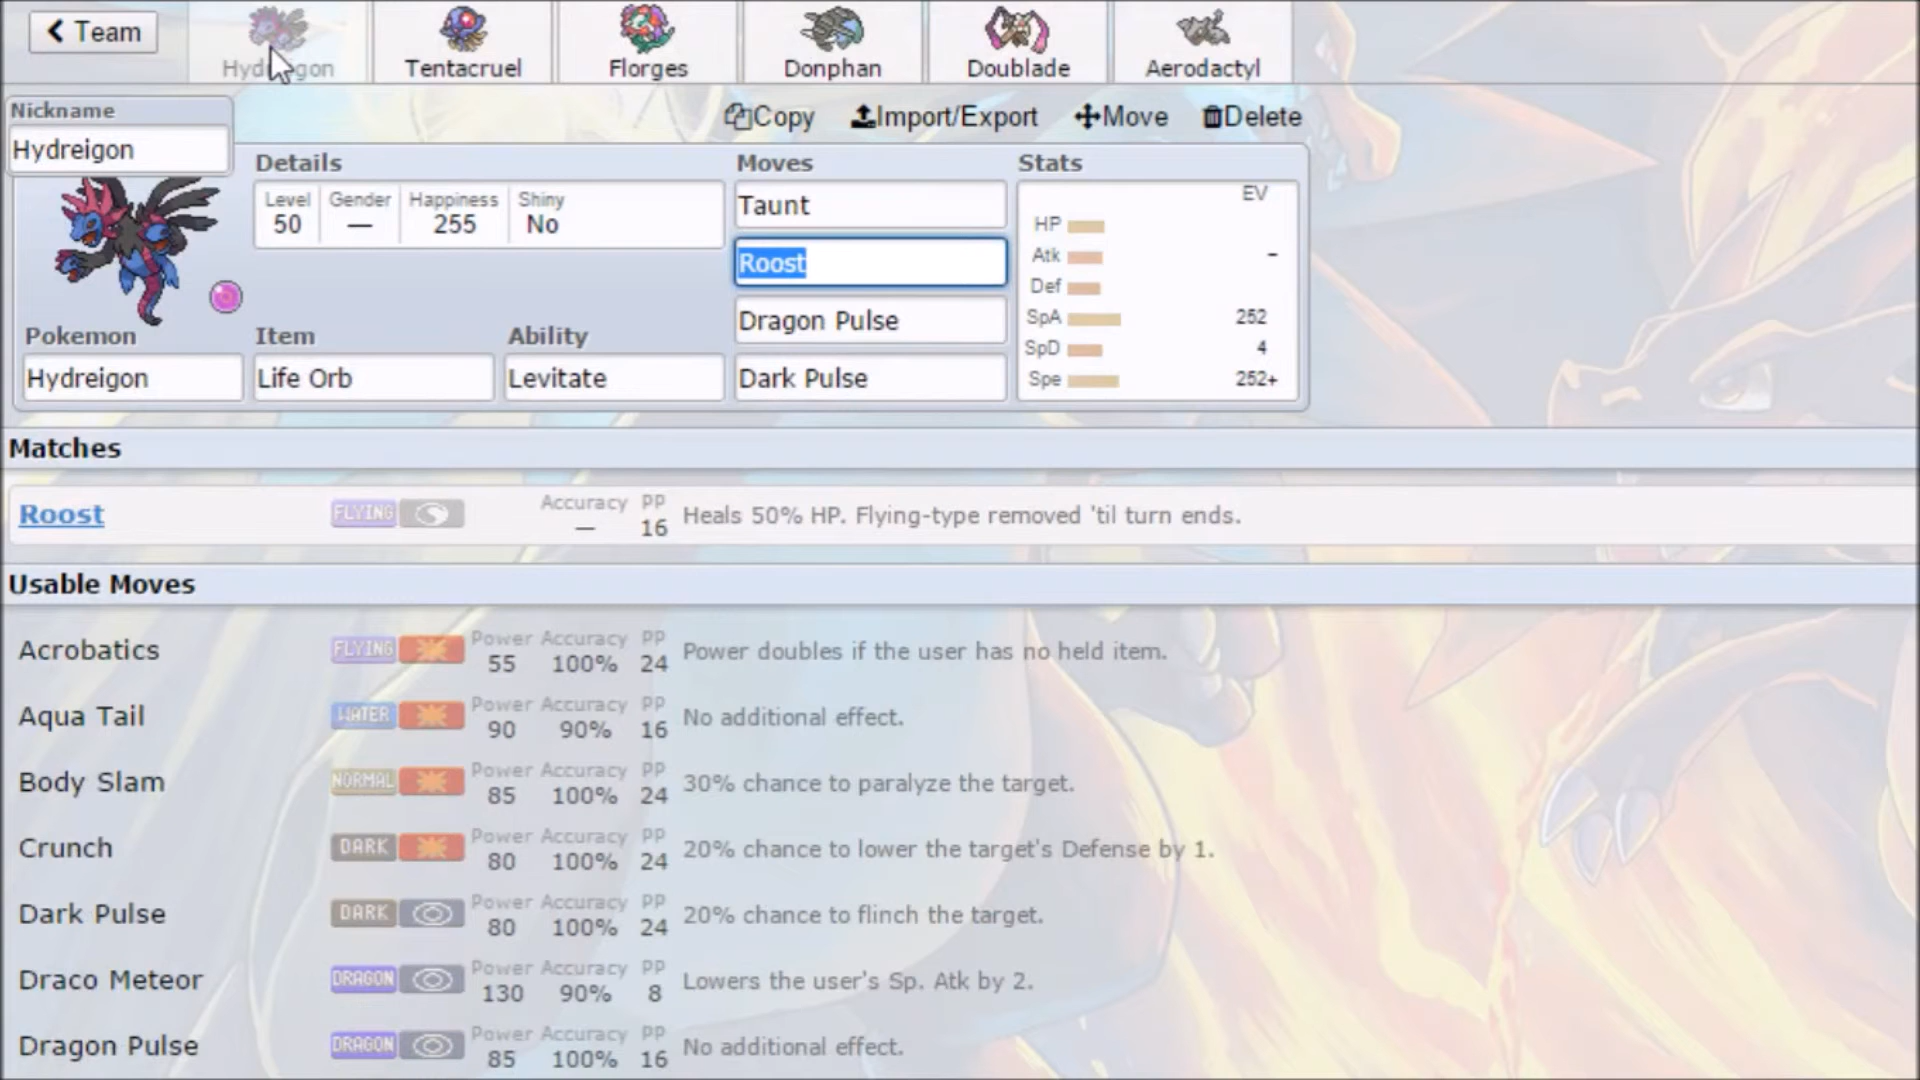 Team
Hydreigon
Tentacruel
Florges
Donphan
Doublade
Aerodactyl
Nickname
Hydreigon
Copy Import/Export Move Delete
Details
Level Gender Happiness Shiny
50 — 255 No
Moves
Taunt
Roost
Dragon Pulse
Dark Pulse
Stats
EV
HP
Atk -
Def
SpA 252
SpD 4
Spe 252+
Pokemon Item Ability
Hydreigon Life Orb Levitate
Matches
Accuracy PP
Roost FLYING — 16 Heals 50% HP. Flying-type removed 'til turn ends.
Usable Moves
Power Accuracy PP
Acrobatics FLYING 55 100% 24 Power doubles if the user has no held item.
Power Accuracy PP
Aqua Tail WATER 90 90% 16 No additional effect.
Power Accuracy PP
Body Slam NORMAL 85 100% 24 30% chance to paralyze the target.
Power Accuracy PP
Crunch DARK 80 100% 24 20% chance to lower the target's Defense by 1.
Power Accuracy PP
Dark Pulse DARK 80 100% 24 20% chance to flinch the target.
Power Accuracy PP
Draco Meteor DRAGON 130 90% 8 Lowers the user's Sp. Atk by 2.
Power Accuracy PP
Dragon Pulse DRAGON 85 100% 16 No additional effect.